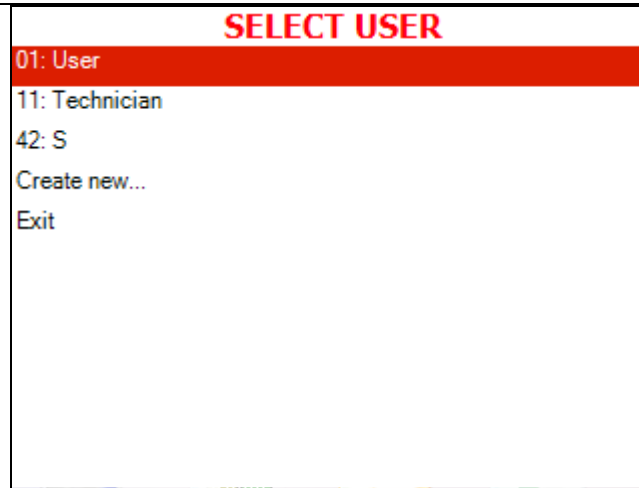 SELECT USER
01: User
11: Technician
42: S
Create new...
Exit